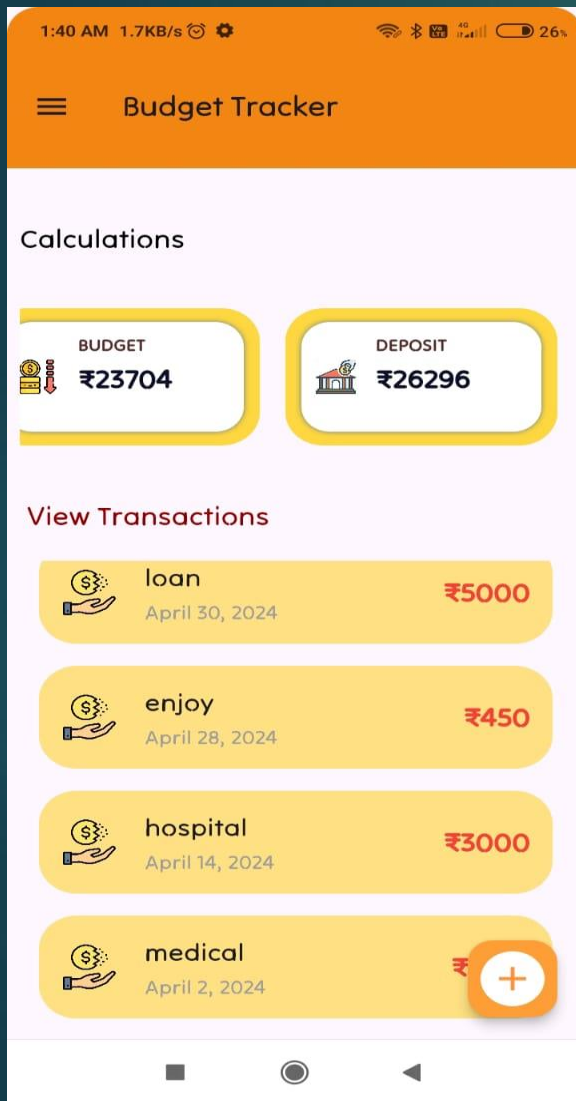 1:40 AM 1.7KB/s 4G 26%
Budget Tracker
Calculations
BUDGET
₹23704
DEPOSIT
₹26296
View Transactions
loan
₹5000
April 30, 2024
enjoy
₹450
April 28, 2024
hospital
₹3000
April 14, 2024
medical
₹
April 2, 2024